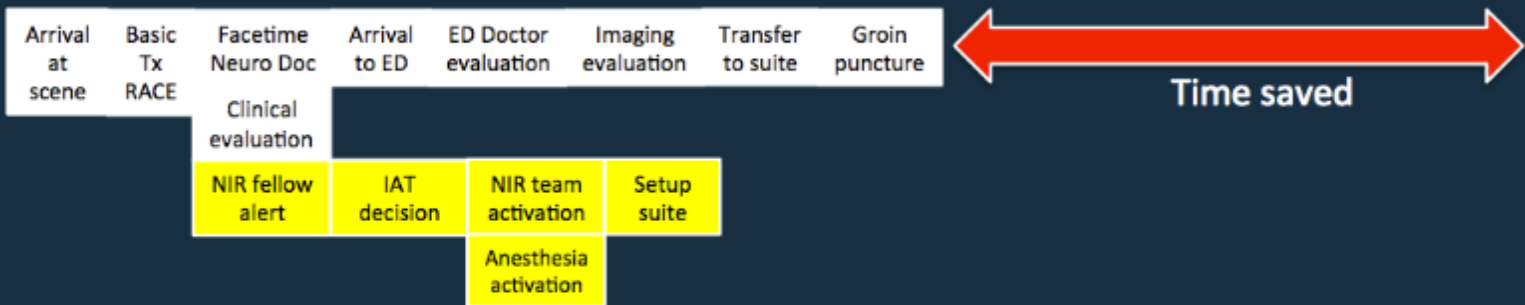 Arrival
at
scene
Basic
Tx
RACE
Facetime
Neuro Doc
Clinical
evaluation
Arrival
to ED
ED Doctor
evaluation
Imaging
evaluation
Transfer
to suite
Groin
puncture
Time saved
NIR fellow
alert
IAT
decision
NIR team
activation
Setup
suite
Anesthesia
activation